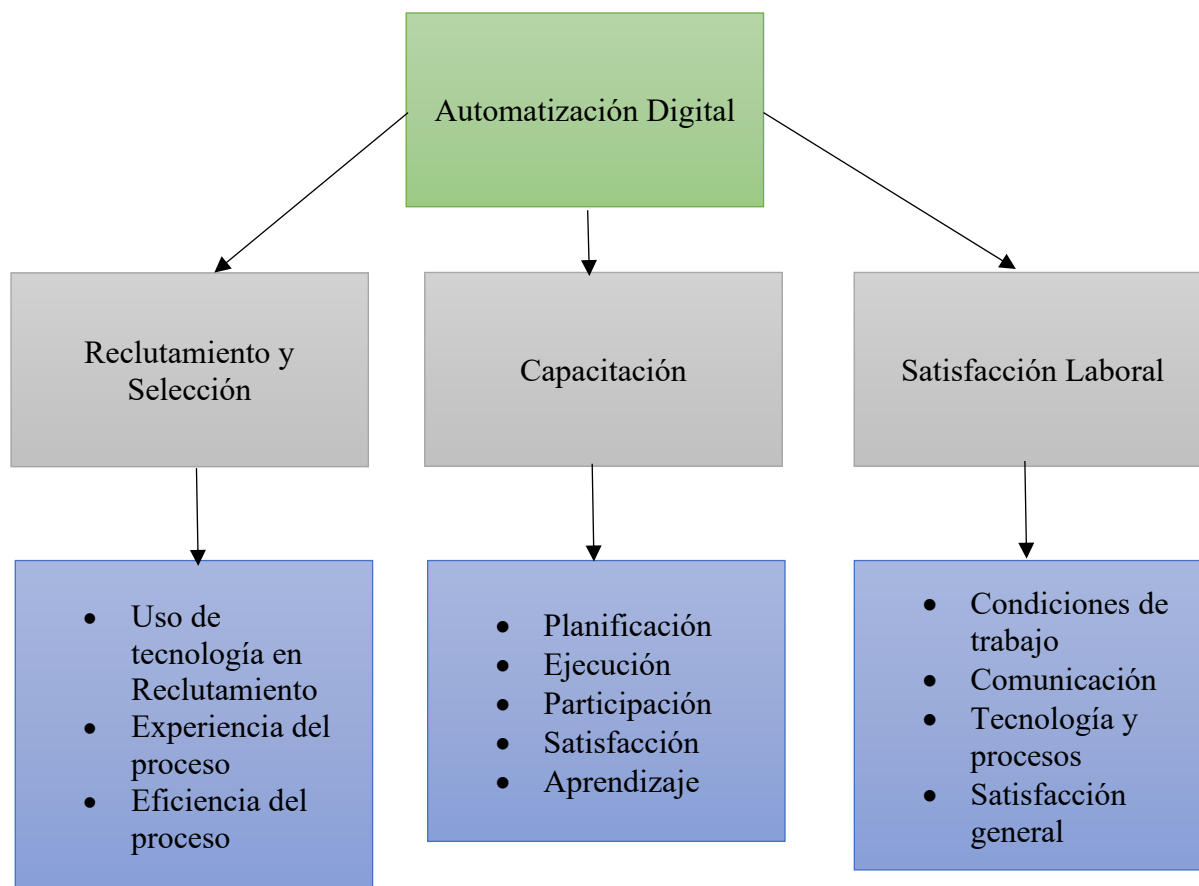 Automatización Digital
Reclutamiento y
Selección
Capacitación
Satisfacción Laboral
• Uso de
tecnología en
Reclutamiento
• Experiencia del
proceso
• Eficiencia del
proceso
• Planificación
• Ejecución
• Participación
• Satisfacción
• Aprendizaje
• Condiciones de
trabajo
• Comunicación
• Tecnología y
procesos
• Satisfacción
general